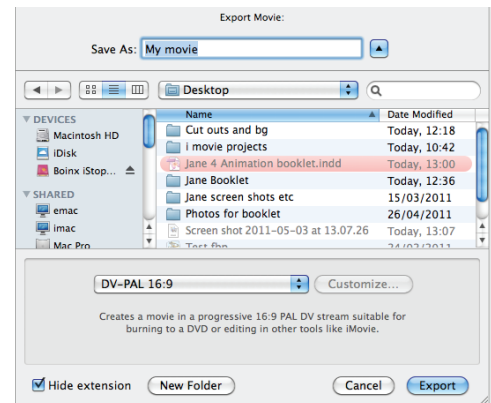 Export Movie:
Save As: My movie
Desktop
Name Date Modified
DEVICES
Macintosh HD
iDisk
Boinx iStop...
SHARED
emac
imac
Mac Pro
Cut outs and bg Today, 12:18
i movie projects Today, 10:42
Jane 4 Animation booklet.indd Today, 13:00
Jane Booklet Today, 12:36
Jane screen shots etc 15/03/2011
Photos for booklet 26/04/2011
Screen shot 2011-05-03 at 13.07.26 Today, 13:07
Test fhn 24/02/2011
DV-PAL 16:9 Customize...
Creates a movie in a progressive 16:9 PAL DV stream suitable for
burning to a DVD or editing in other tools like iMovie.
Hide extension New Folder Cancel Export